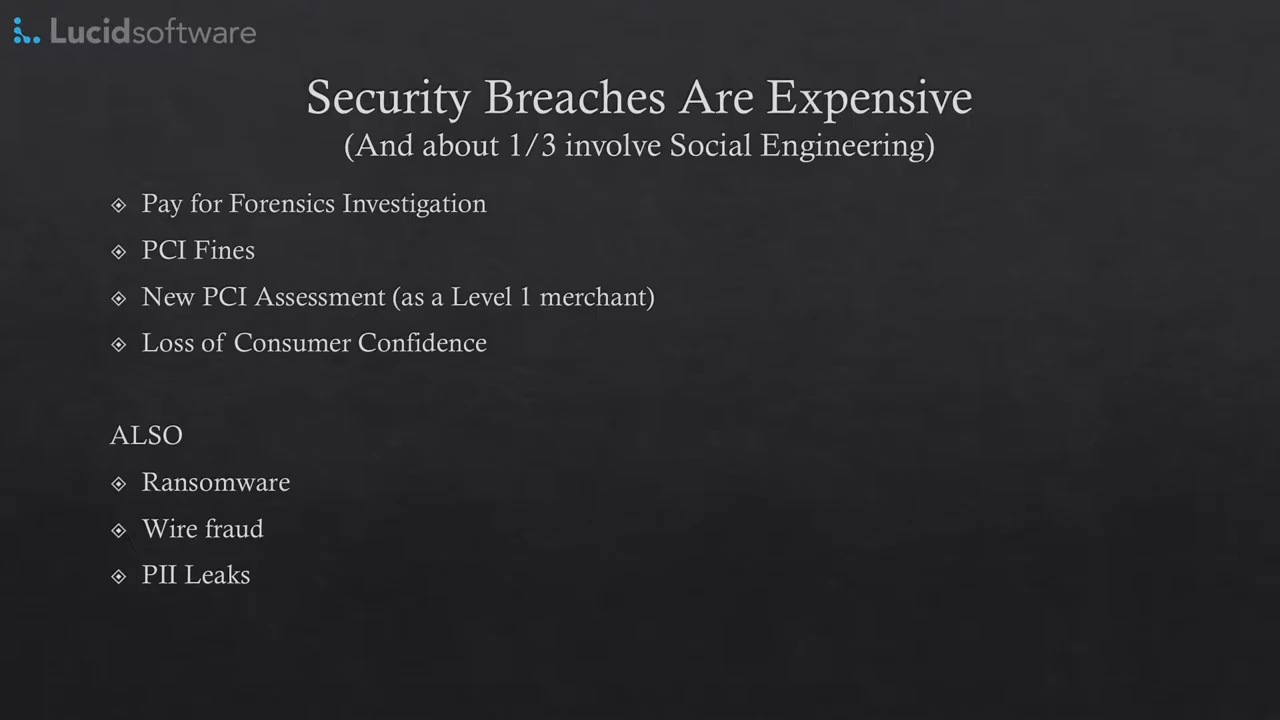 Lucidsoftware
Security Breaches Are Expensive
(And about 1/3 involve Social Engineering)
Pay for Forensics Investigation
PCI Fines
New PCI Assessment (as a Level 1 merchant)
Loss of Consumer Confidence
ALSO
Ransomware
Wire fraud
PII Leaks